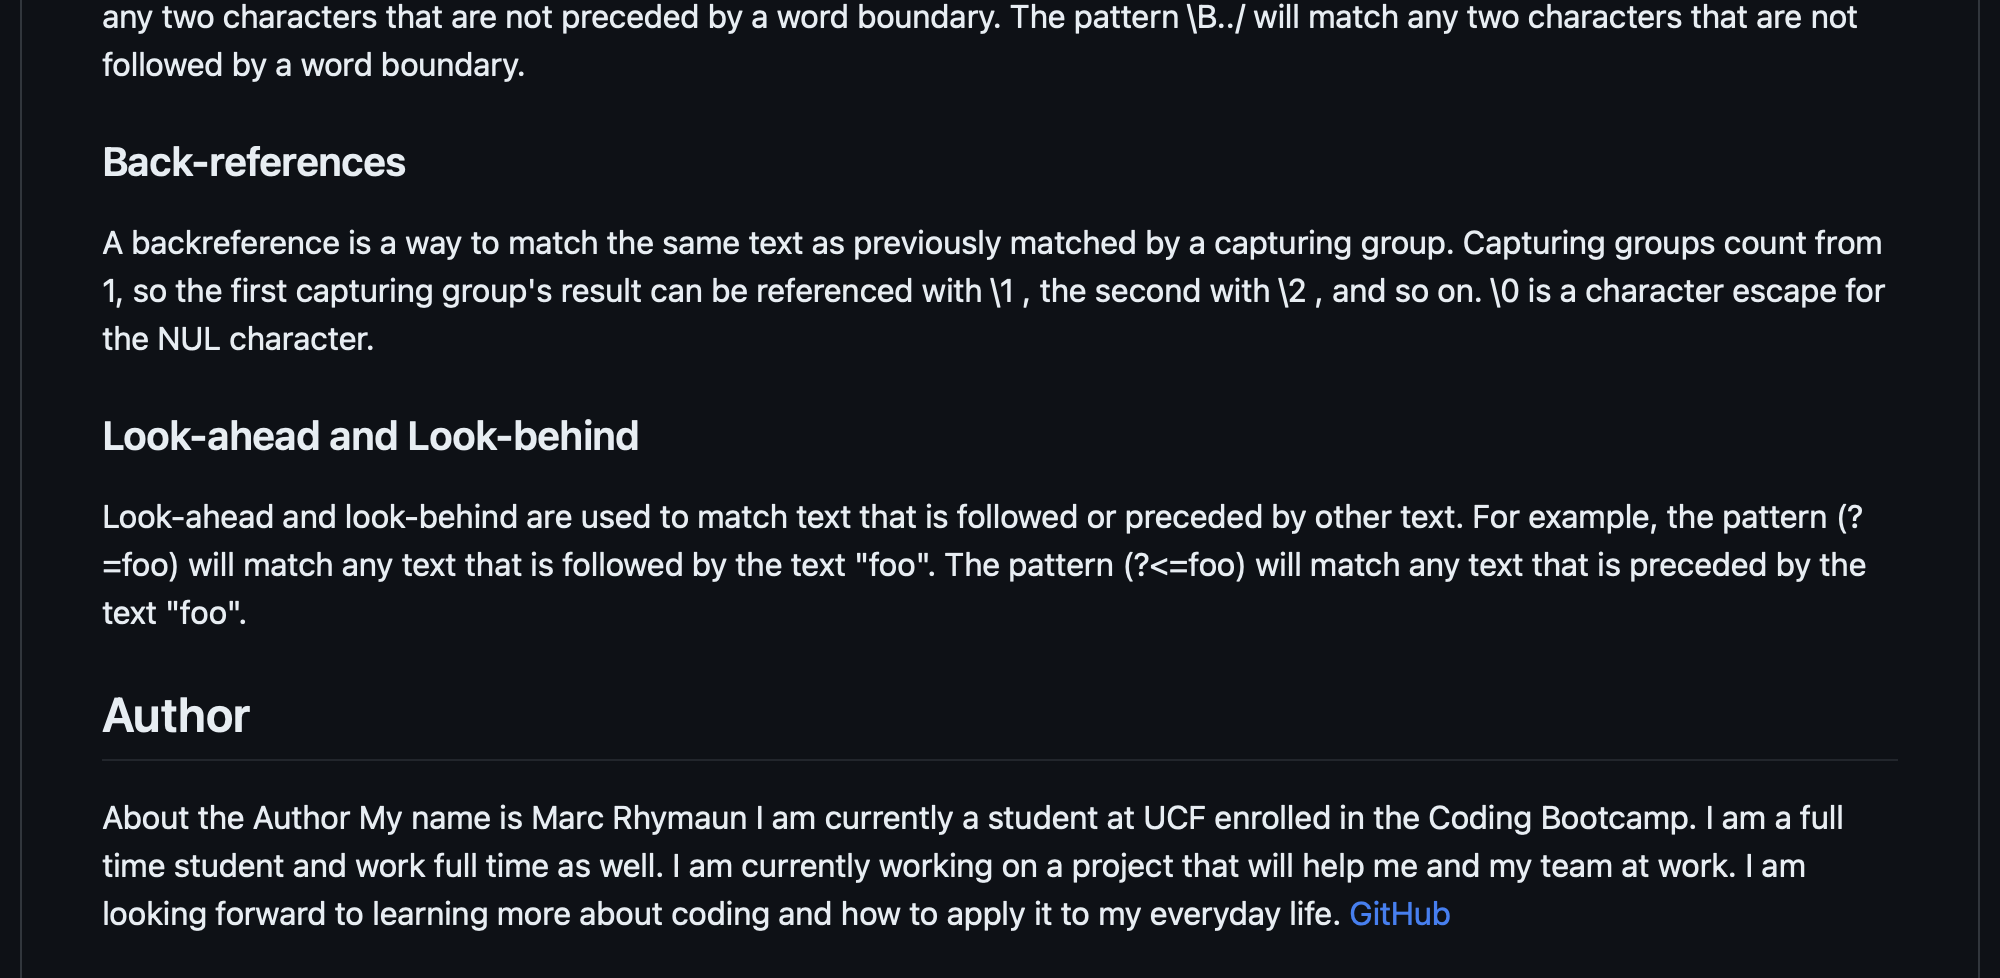 any two characters that are not preceded by a word boundary. The pattern \B../ will match any two characters that are not
followed by a word boundary.
Back-references
A backreference is a way to match the same text as previously matched by a capturing group. Capturing groups count from
1, so the first capturing group's result can be referenced with \1 , the second with \2 , and so on. \0 is a character escape for
the NUL character.
Look-ahead and Look-behind
Look-ahead and look-behind are used to match text that is followed or preceded by other text. For example, the pattern (?
=foo) will match any text that is followed by the text "foo". The pattern (?<=foo) will match any text that is preceded by the
text "foo".
Author
About the Author My name is Marc Rhymaun I am currently a student at UCF enrolled in the Coding Bootcamp. I am a full
time student and work full time as well. I am currently working on a project that will help me and my team at work. I am
looking forward to learning more about coding and how to apply it to my everyday life. GitHub